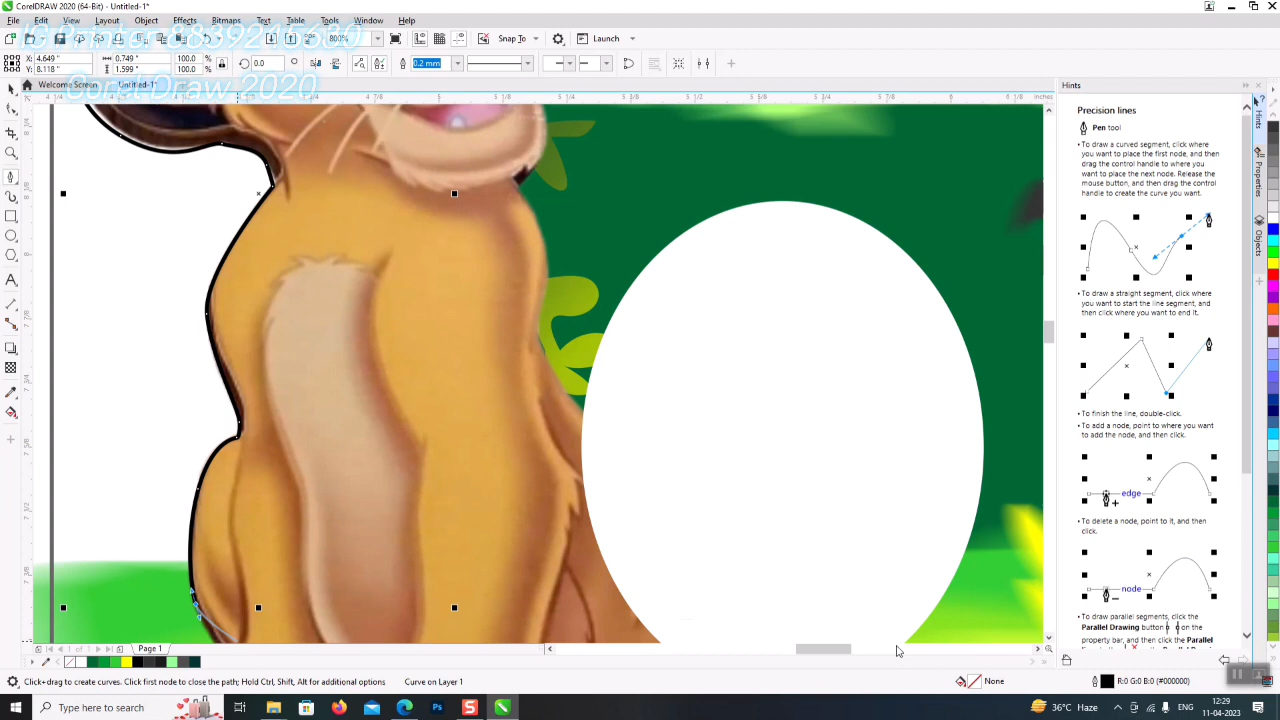 CorelDRAW 2020 (64-Bit) - Untitled-1*
File Edit View Layout Object Effects Bitmaps Text Table Tools Window Help
800% Snap To Launch
X: 4.649 " 0.749 " 100.0 % 0.0 0.2 mm
Y: 8.118 " 1.599 " 100.0 %
Coral Draw 2020
Welcome Screen Untitled-1*
inches
Hints
Precision lines
Pen tool
• To draw a curved segment, click where
you want to place the first node, and then
drag the control handle to where you
want to place the next node. Release the
mouse button, and then drag the control
handle to create the curve you want.
• To draw a straight segment, click where
you want to start the line segment, and
then click where you want to end it.
• To finish the line, double-click.
• To add a node, point to where you want
to add the node, and then click.
edge
• To delete a node, point to it, and then
click.
node
• To draw parallel segments, click the
Parallel Drawing button on the
property bar, and then click the Parallel
Hints
Properties
Objects
1 of 1 Page 1
Click+drag to create curves. Click first node to close the path; Hold Ctrl, Shift, Alt for additional options Curve on Layer 1 None R:0 G:0 B:0 (#000000)
Type here to search
36°C Haze
12:29
11-04-2023